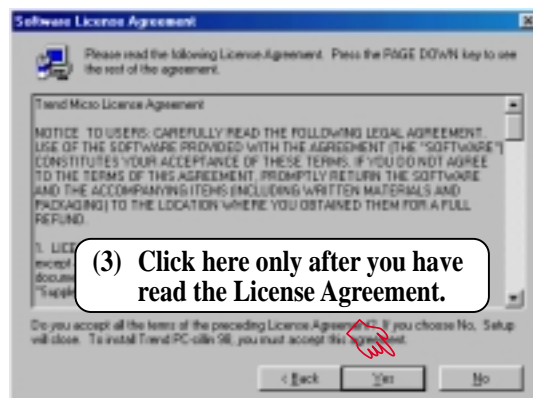 Software License Agreement
Please read the following License Agreement. Press the PAGE DOWN key to see
the rest of the agreement.
Trend Micro License Agreement
NOTICE TO USERS: CAREFULLY READ THE FOLLOWING LEGAL AGREEMENT.
USE OF THE SOFTWARE PROVIDED WITH THE AGREEMENT (THE "SOFTWARE")
CONSTITUTES YOUR ACCEPTANCE OF THESE TERMS. IF YOU DO NOT AGREE
TO THE TERMS OF THIS AGREEMENT, PROMPTLY RETURN THE SOFTWARE
AND THE ACCOMPANYING ITEMS (INCLUDING WRITTEN MATERIALS AND
PACKAGING) TO THE LOCATION WHERE YOU OBTAINED THEM FOR A FULL
REFUND.
1. LICE
except
docume
"Supple
(3) Click here only after you have
read the License Agreement.
Do you accept all the terms of the preceding License Agreement? If you choose No, Setup
will close. To install Trend PC-cillin 98, you must accept this agreement.
< Back
Yes
No